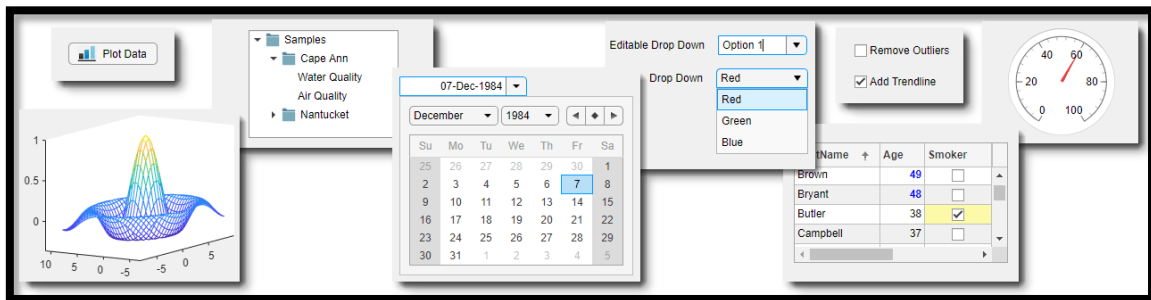 Plot Data
Samples
Cape Ann
Water Quality
Air Quality
Nantucket
Editable Drop Down Option 1
Drop Down Red
Red
Green
Blue
Remove Outliers
Add Trendline
40 60
20 80
0 100
07-Dec-1984
December 1984
Su Mo Tu We Th Fr Sa
25 26 27 28 29 30 1
2 3 4 5 6 7 8
9 10 11 12 13 14 15
16 17 18 19 20 21 22
23 24 25 26 27 28 29
30 31 1 2 3 4 5
1
0.5
0
10 5 0 -5
-5 0 5
Age Smoker
Brown 49
Bryant 48
Butler 38
Campbell 37